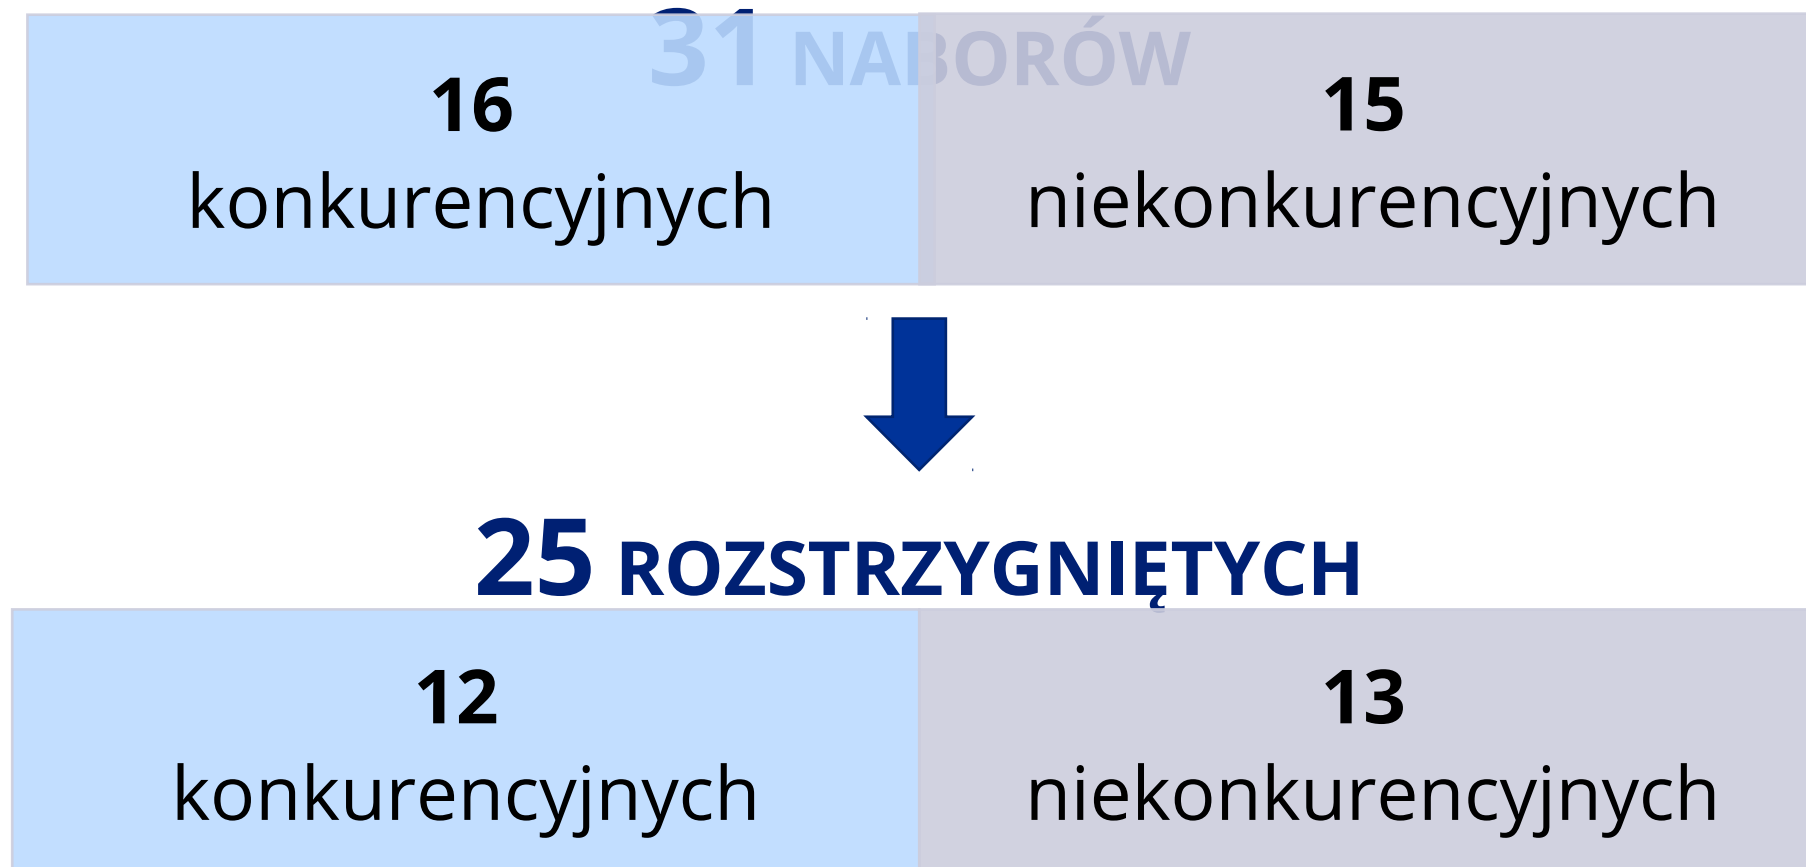 31 NABORÓW
16
konkurencyjnych
15
niekonkurencyjnych
25 ROZSTRZYGNIĘTYCH
12
konkurencyjnych
13
niekonkurencyjnych